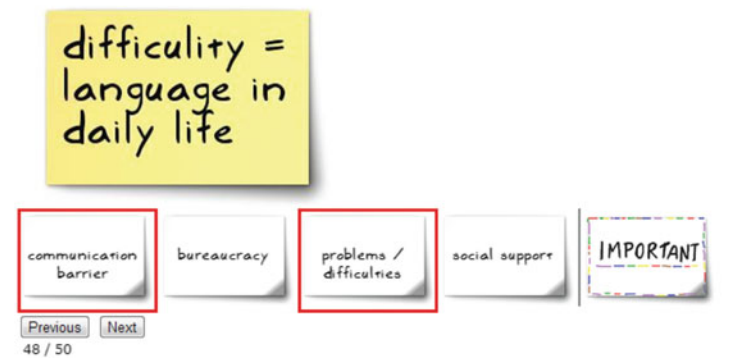 difficulity =
language in
daily life
communication
barrier
bureaucracy
problems /
difficulties
social support
IMPORTANT
Previous Next
48 / 50